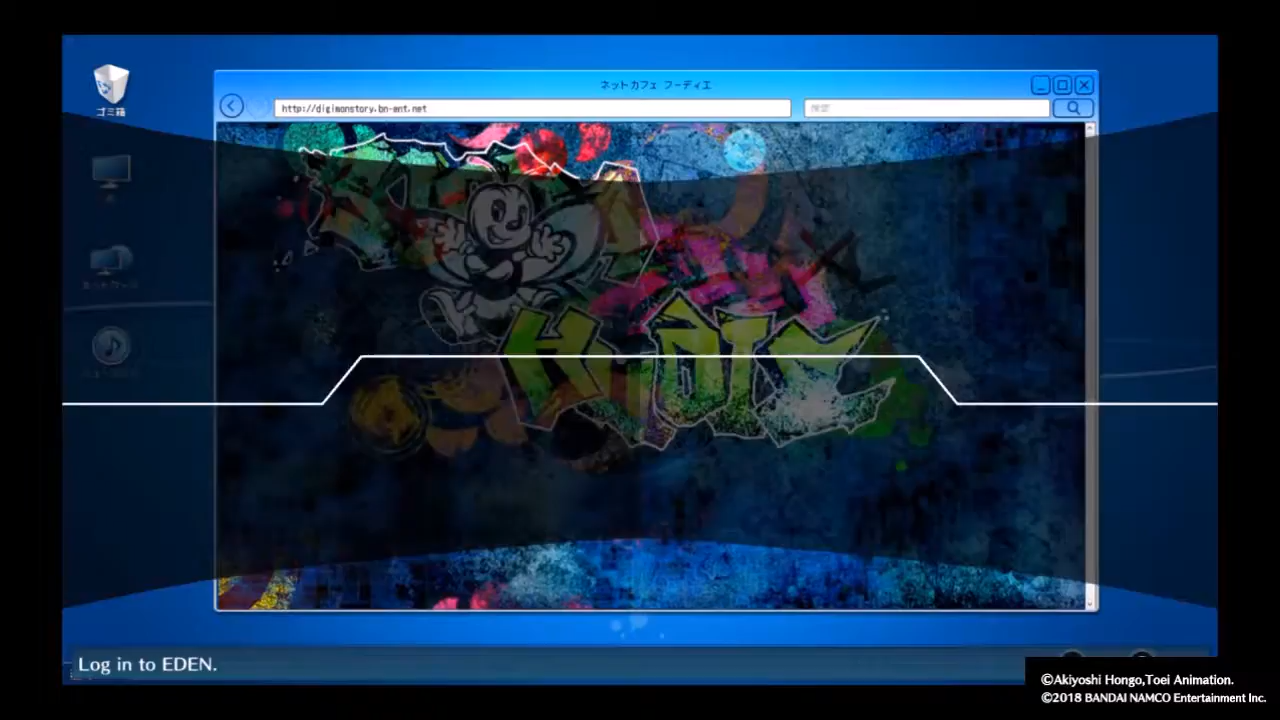 ネットカフェ フーディエ
ゴミ箱
http://digimonstory.bn-ent.net
検索
Log in to EDEN.
©Akiyoshi Hongo,Toei Animation.
©2018 BANDAI NAMCO Entertainment Inc.